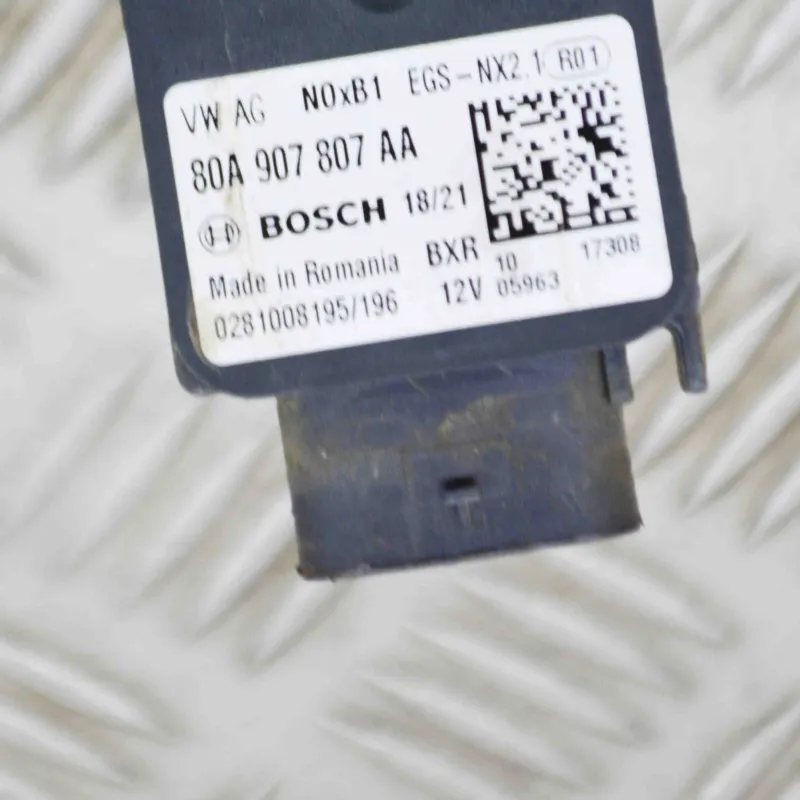 VW AG NOxB1 EGS-NX2.1 R01
80A 907 807 AA
BOSCH 18/21
Made in Romania BXR 10 17308
0281008195/196 12V 05963